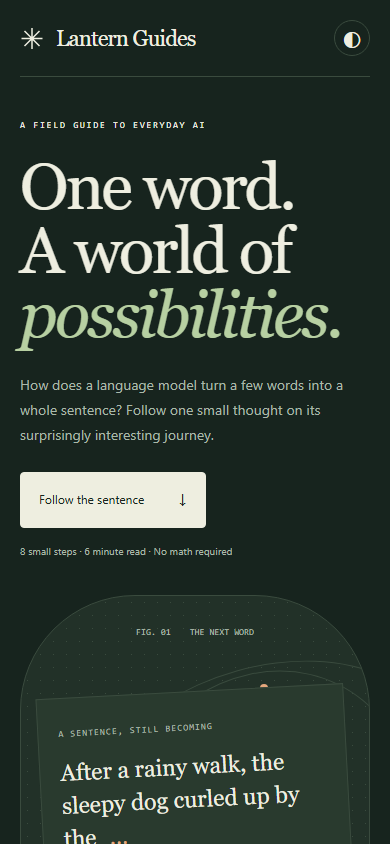 Lantern Guides
A FIELD GUIDE TO EVERYDAY AI
One word.
A world of
possibilities.
How does a language model turn a few words into a
whole sentence? Follow one small thought on its
surprisingly interesting journey.
Follow the sentence ↓
8 small steps · 6 minute read · No math required
FIG. 01 THE NEXT WORD
A SENTENCE, STILL BECOMING
After a rainy walk, the
sleepy dog curled up by
the ...